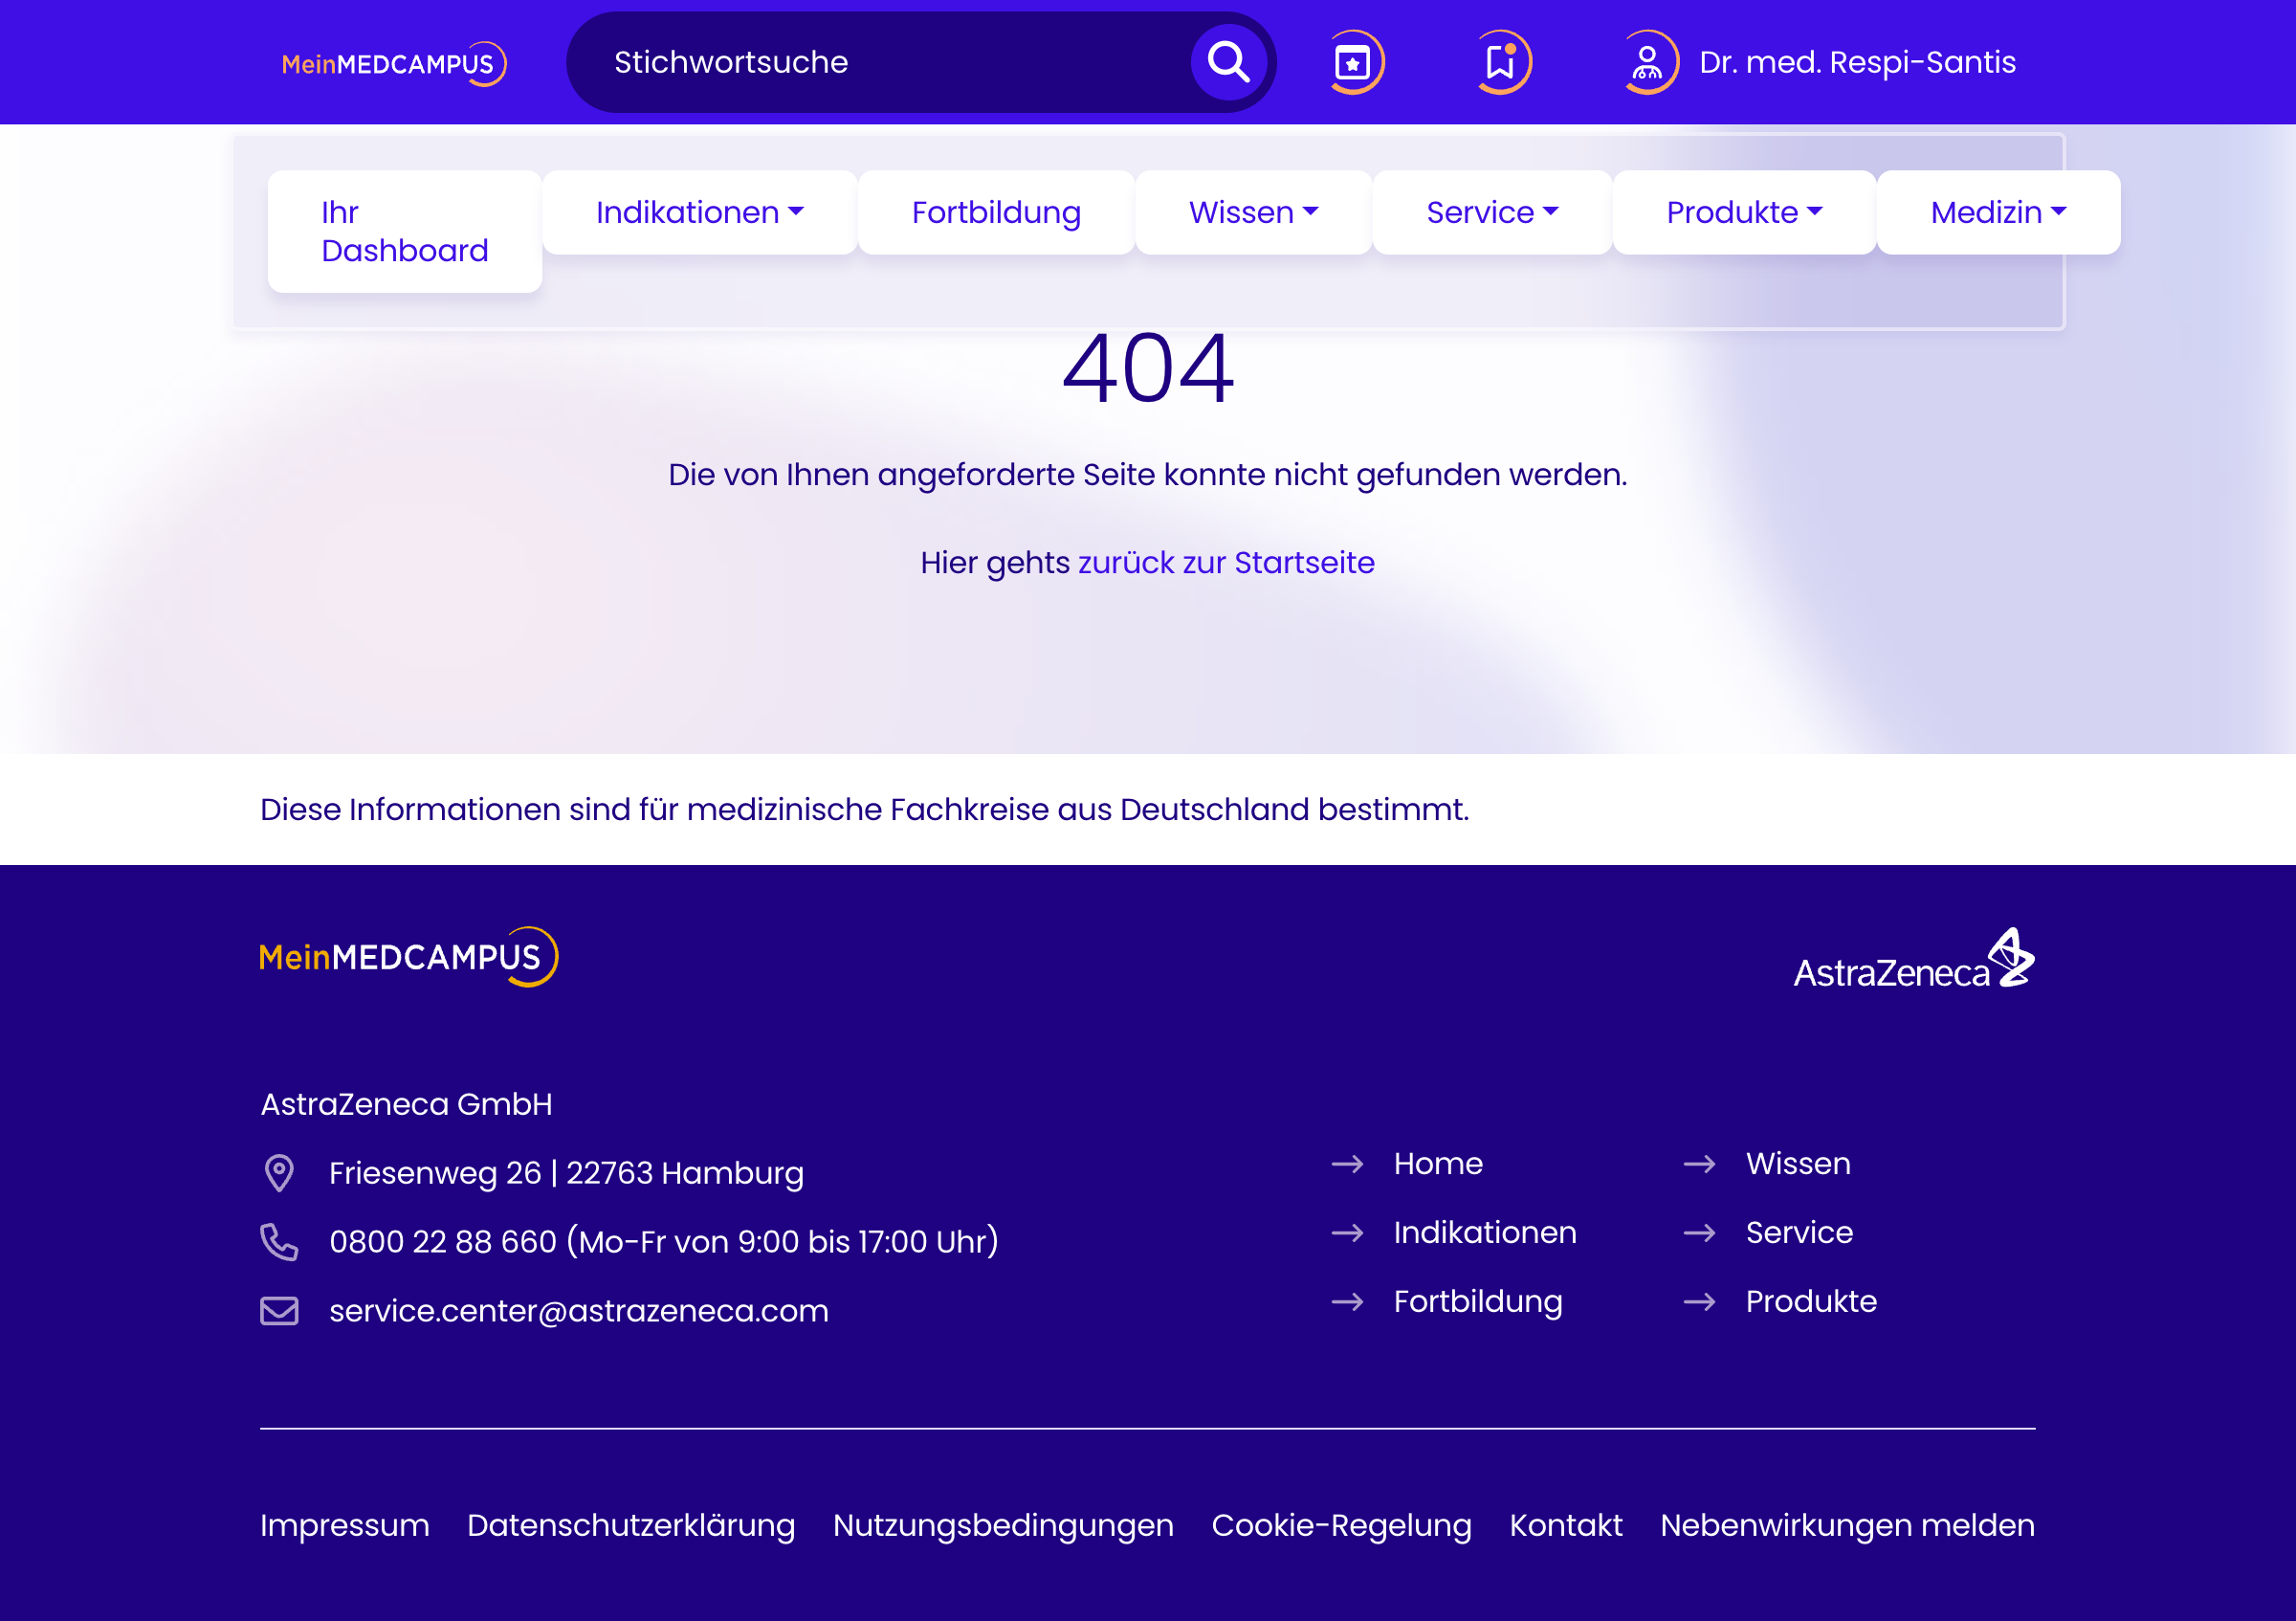 MeinMEDCAMPUS
Stichwortsuche
Dr. med. Respi-Santis
Ihr
Dashboard
Indikationen
Fortbildung
Wissen
Service
Produkte
Medizin
404
Die von Ihnen angeforderte Seite konnte nicht gefunden werden.
Hier gehts zurück zur Startseite
Diese Informationen sind für medizinische Fachkreise aus Deutschland bestimmt.
MeinMEDCAMPUS
AstraZeneca
AstraZeneca GmbH
Friesenweg 26 | 22763 Hamburg
0800 22 88 660 (Mo-Fr von 9:00 bis 17:00 Uhr)
service.center@astrazeneca.com
Home
Indikationen
Fortbildung
Wissen
Service
Produkte
Impressum
Datenschutzerklärung
Nutzungsbedingungen
Cookie-Regelung
Kontakt
Nebenwirkungen melden